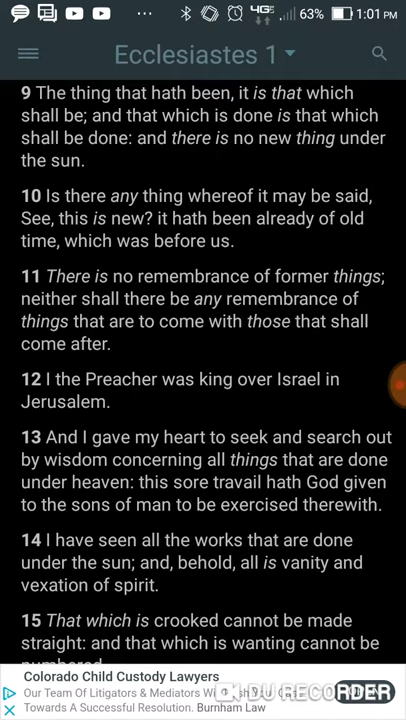 63% 1:01 PM
Ecclesiastes 1
9 The thing that hath been, it is that which
shall be; and that which is done is that which
shall be done: and there is no new thing under
the sun.
10 Is there any thing whereof it may be said,
See, this is new? it hath been already of old
time, which was before us.
11 There is no remembrance of former things;
neither shall there be any remembrance of
things that are to come with those that shall
come after.
12 I the Preacher was king over Israel in
Jerusalem.
13 And I gave my heart to seek and search out
by wisdom concerning all things that are done
under heaven: this sore travail hath God given
to the sons of man to be exercised therewith.
14 I have seen all the works that are done
under the sun; and, behold, all is vanity and
vexation of spirit.
15 That which is crooked cannot be made
straight: and that which is wanting cannot be
numbered
Colorado Child Custody Lawyers
Our Team Of Litigators & Mediators
Towards A Successful Resolution. Burnham Law
DU RECORDER